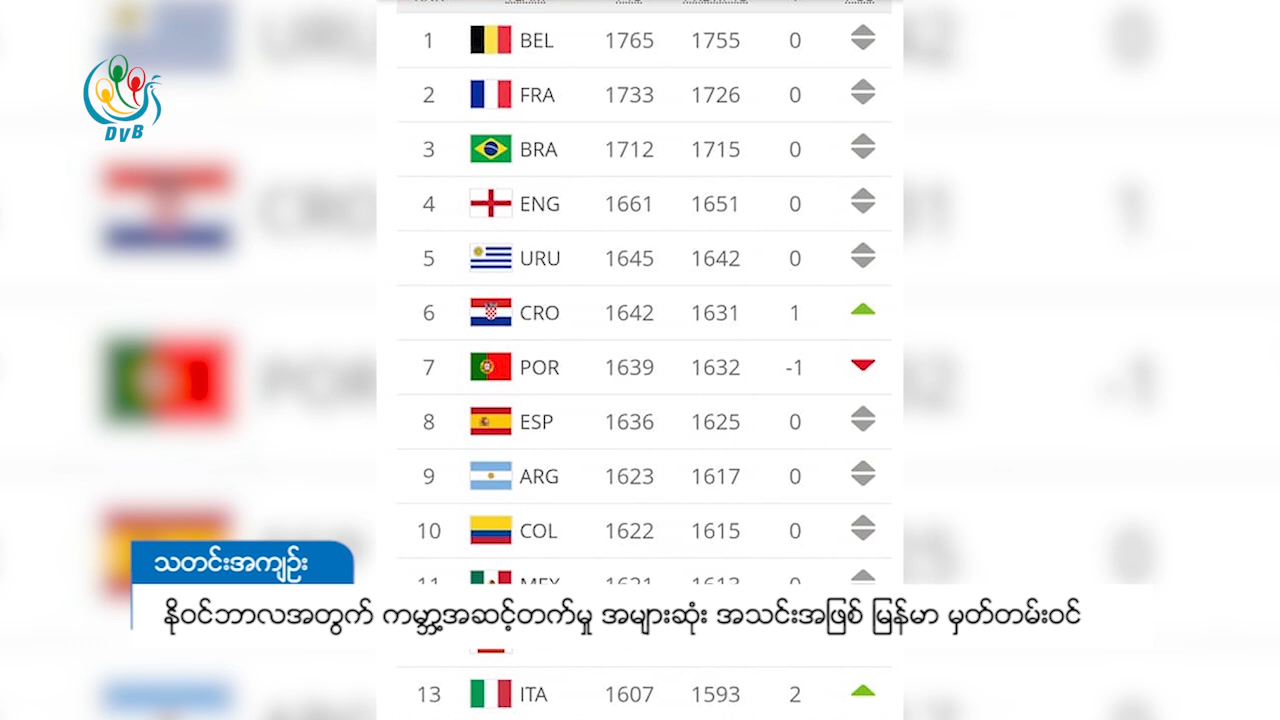 1 BEL 1765 1755 0
2 FRA 1733 1726 0
3 BRA 1712 1715 0
4 ENG 1661 1651 0
5 URU 1645 1642 0
6 CRO 1642 1631 1
7 POR 1639 1632 -1
8 ESP 1636 1625 0
9 ARG 1623 1617 0
10 COL 1622 1615 0
11 MEX 1621 1613 0
13 ITA 1607 1593 2
DVB
သတင်းအကျဉ်း
နိုဝင်ဘာလအတွက် ကမ္ဘာ့အဆင့်တက်မှု အများဆုံး အသင်းအဖြစ် မြန်မာ မှတ်တမ်းဝင်